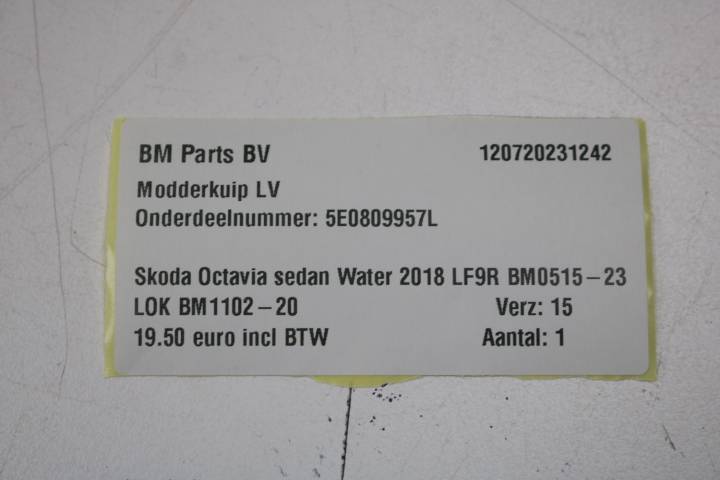 BM Parts BV 120720231242
Modderkuip LV
Onderdeelnummer: 5E0809957L
Skoda Octavia sedan Water 2018 LF9R BM0515-23
LOK BM1102-20 Verz: 15
19.50 euro incl BTW Aantal: 1